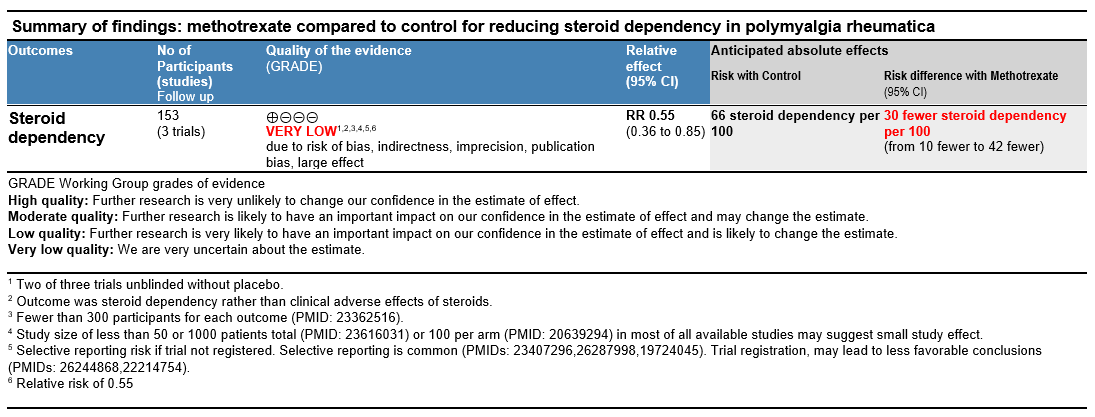 Summary of findings: methotrexate compared to control for reducing steroid dependency in polymyalgia rheumatica
Outcomes
No of
Participants
(studies)
Follow up
Quality of the evidence
(GRADE)
Relative
effect
(95% CI)
Anticipated absolute effects
Risk with Control
Risk difference with Methotrexate
(95% CI)
Steroid
dependency
153
(3 trials)
⊕⊖⊖⊖
VERY LOW1,2,3,4,5,6
due to risk of bias, indirectness, imprecision, publication
bias, large effect
RR 0.55
(0.36 to 0.85)
66 steroid dependency per
100
30 fewer steroid dependency
per 100
(from 10 fewer to 42 fewer)
GRADE Working Group grades of evidence
High quality: Further research is very unlikely to change our confidence in the estimate of effect.
Moderate quality: Further research is likely to have an important impact on our confidence in the estimate of effect and may change the estimate.
Low quality: Further research is very likely to have an important impact on our confidence in the estimate of effect and is likely to change the estimate.
Very low quality: We are very uncertain about the estimate.
1 Two of three trials unblinded without placebo.
2 Outcome was steroid dependency rather than clinical adverse effects of steroids.
3 Fewer than 300 participants for each outcome (PMID: 23362516).
4 Study size of less than 50 or 1000 patients total (PMID: 23616031) or 100 per arm (PMID: 20639294) in most of all available studies may suggest small study effect.
5 Selective reporting risk if trial not registered. Selective reporting is common (PMIDs: 23407296,26287998,19724045). Trial registration, may lead to less favorable conclusions
(PMIDs: 26244868,22214754).
6 Relative risk of 0.55